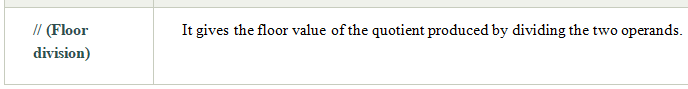 // (Floor It gives the floor value of the quotient produced by dividing the two operands.
division)